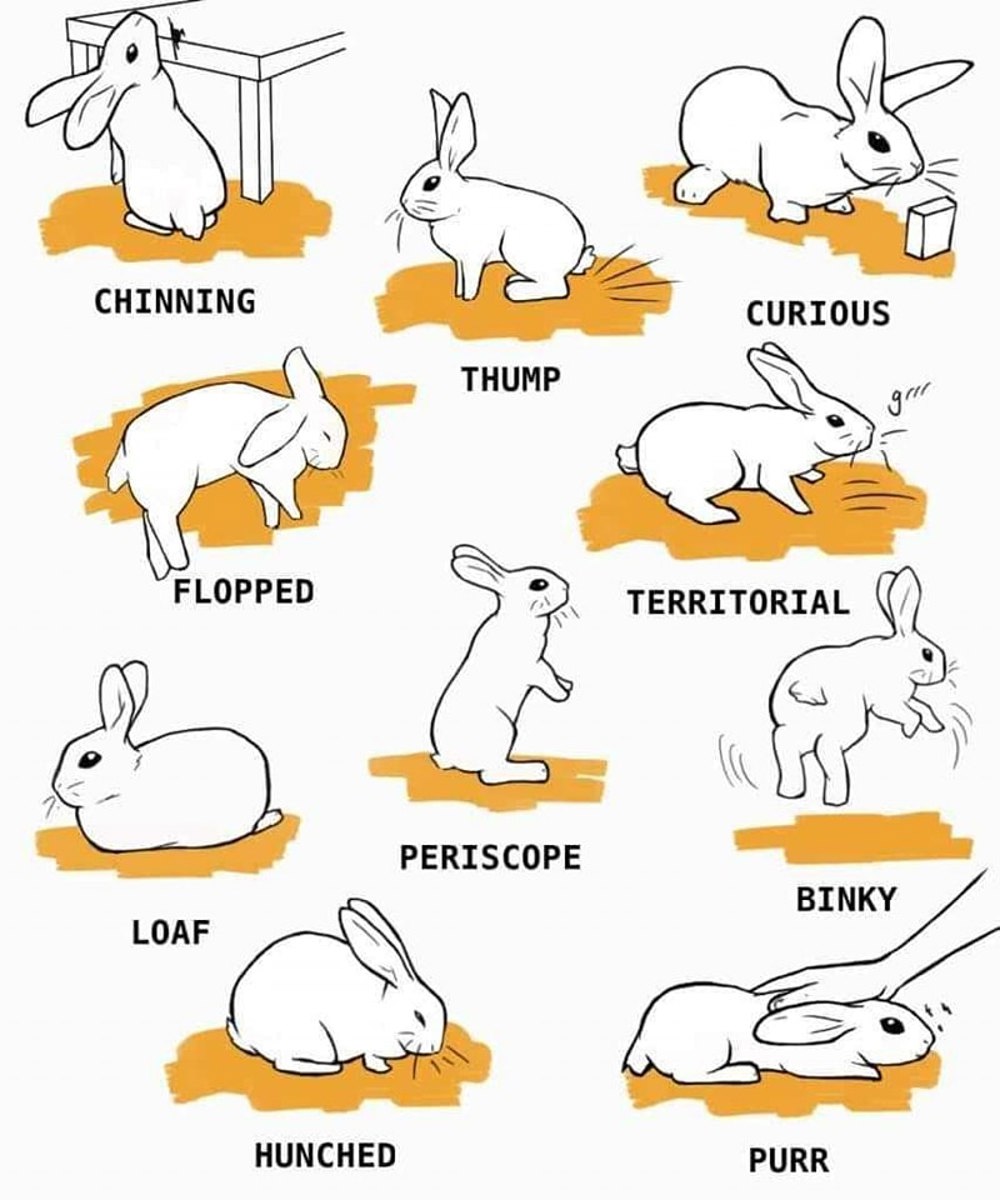 CHINNING
THUMP
CURIOUS
grrr
FLOPPED
TERRITORIAL
PERISCOPE
LOAF
BINKY
HUNCHED
PURR